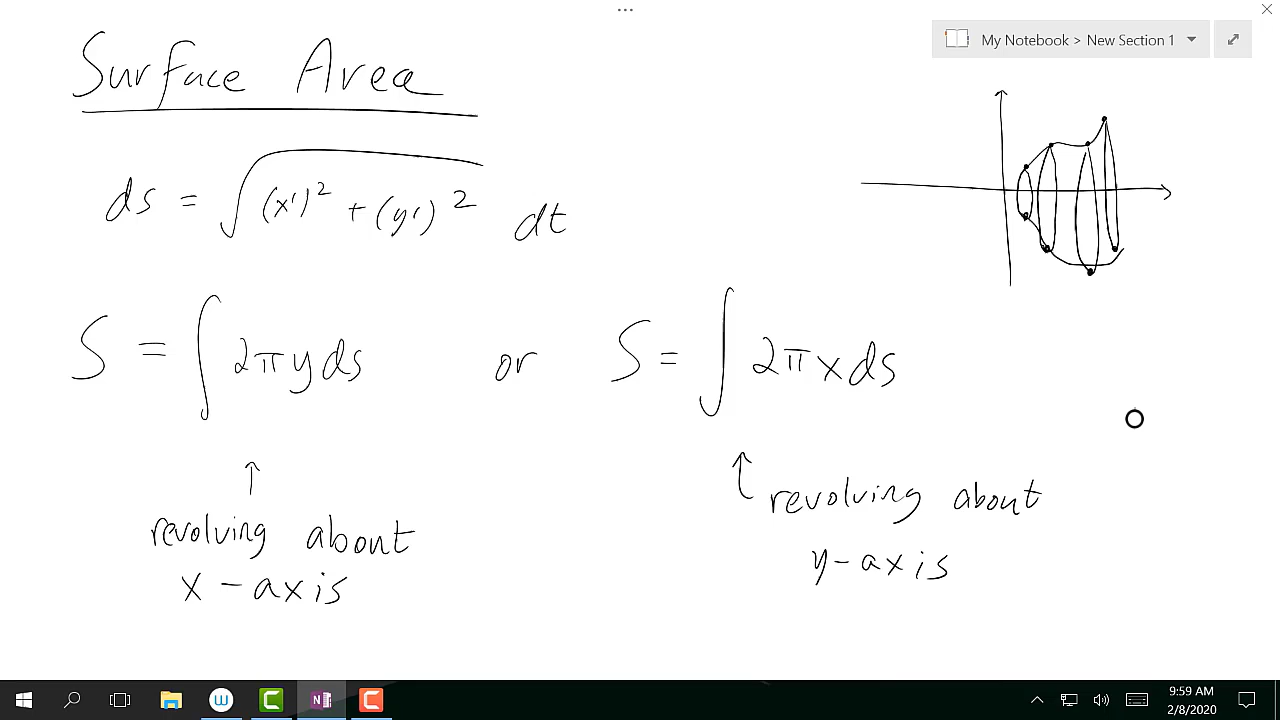 My Notebook > New Section 1
Surface Area
ds = √((x')² + (y')²) dt
S = ∫ 2πy ds or S = ∫ 2πx ds
↑ revolving about x-axis
↑ revolving about y-axis
9:59 AM
2/8/2020